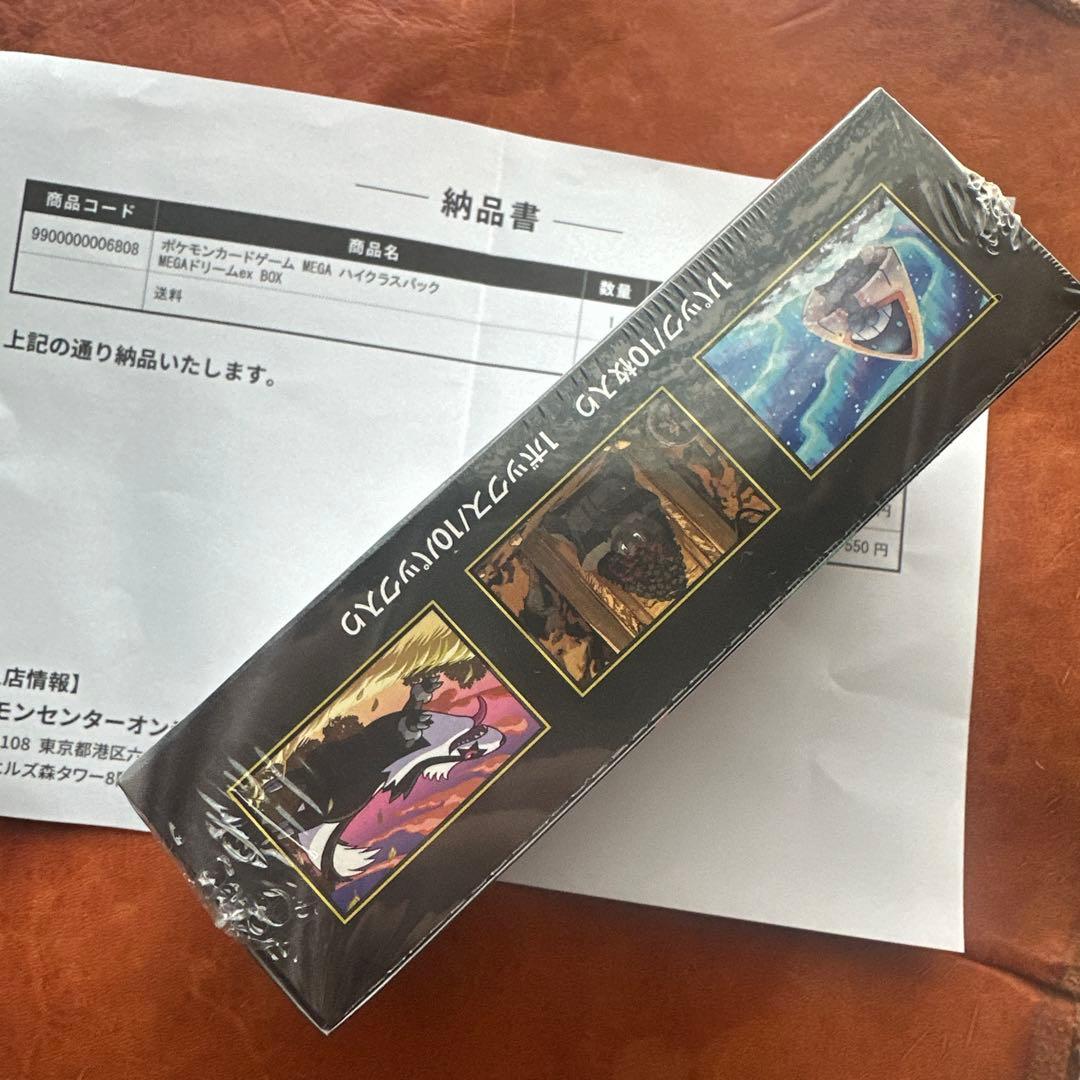 納品書
商品コード
商品名
数量
9900000006808
ポケモンカードゲーム MEGA ハイクラスパック
MEGAドリームex BOX
送料
上記の通り納品いたします。
1パック/10枚入り
1ボックス/10パック入り
円
550 円
店情報】
モンセンターオン
108 東京都港区六
ヒルズ森タワー8